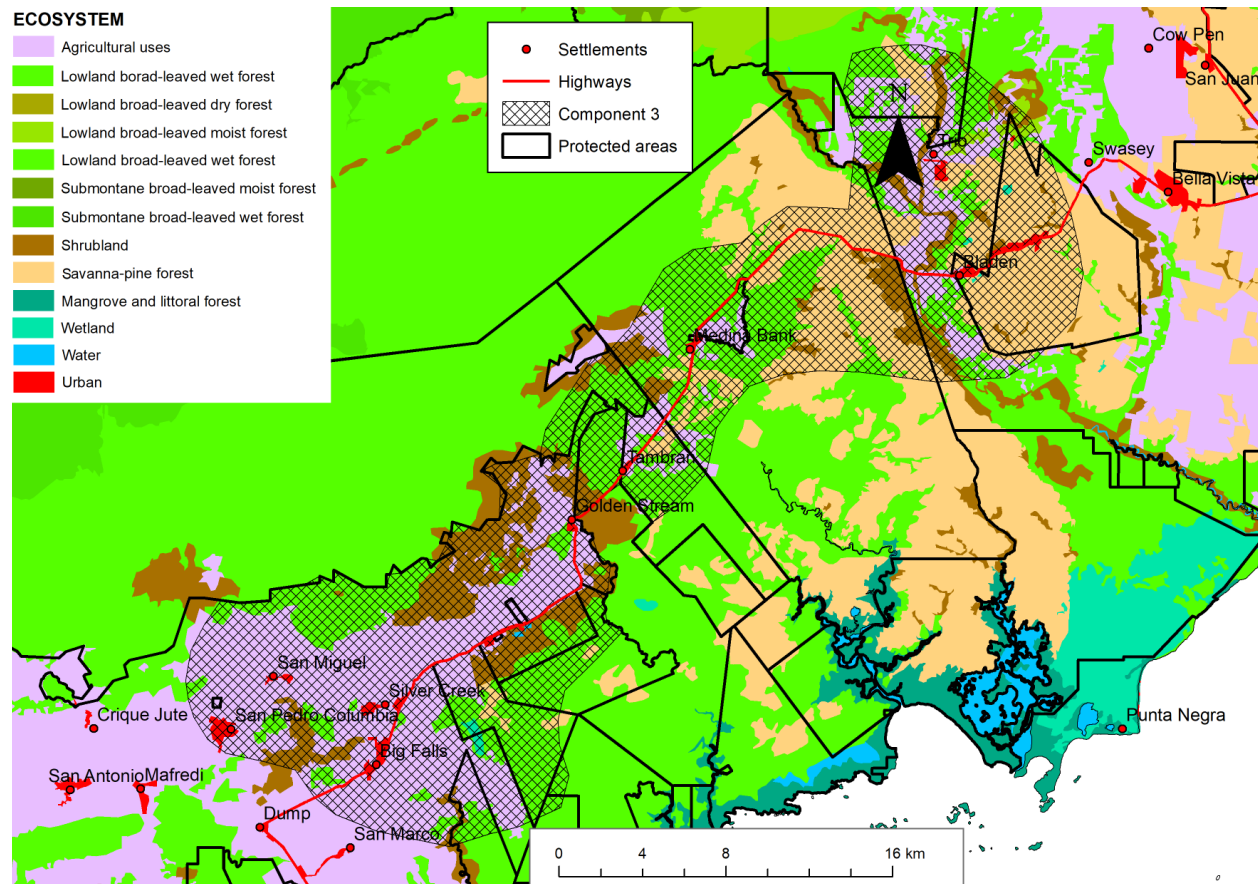 ECOSYSTEM
Agricultural uses
Lowland borad-leaved wet forest
Lowland broad-leaved dry forest
Lowland broad-leaved moist forest
Lowland broad-leaved wet forest
Submontane broad-leaved moist forest
Submontane broad-leaved wet forest
Shrubland
Savanna-pine forest
Mangrove and littoral forest
Wetland
Water
Urban
Settlements
Highways
Component 3
Protected areas
N
Cow Pen
San Juan
Trio
Swasey
Bella Vista
Bladen
Medina Bank
Tambran
Golden Stream
San Miguel
Silver Creek
Crique Jute
San Pedro Columbia
Punta Negra
Big Falls
San Antonio
Mafredi
Dump
San Marco
0 4 8 16 km